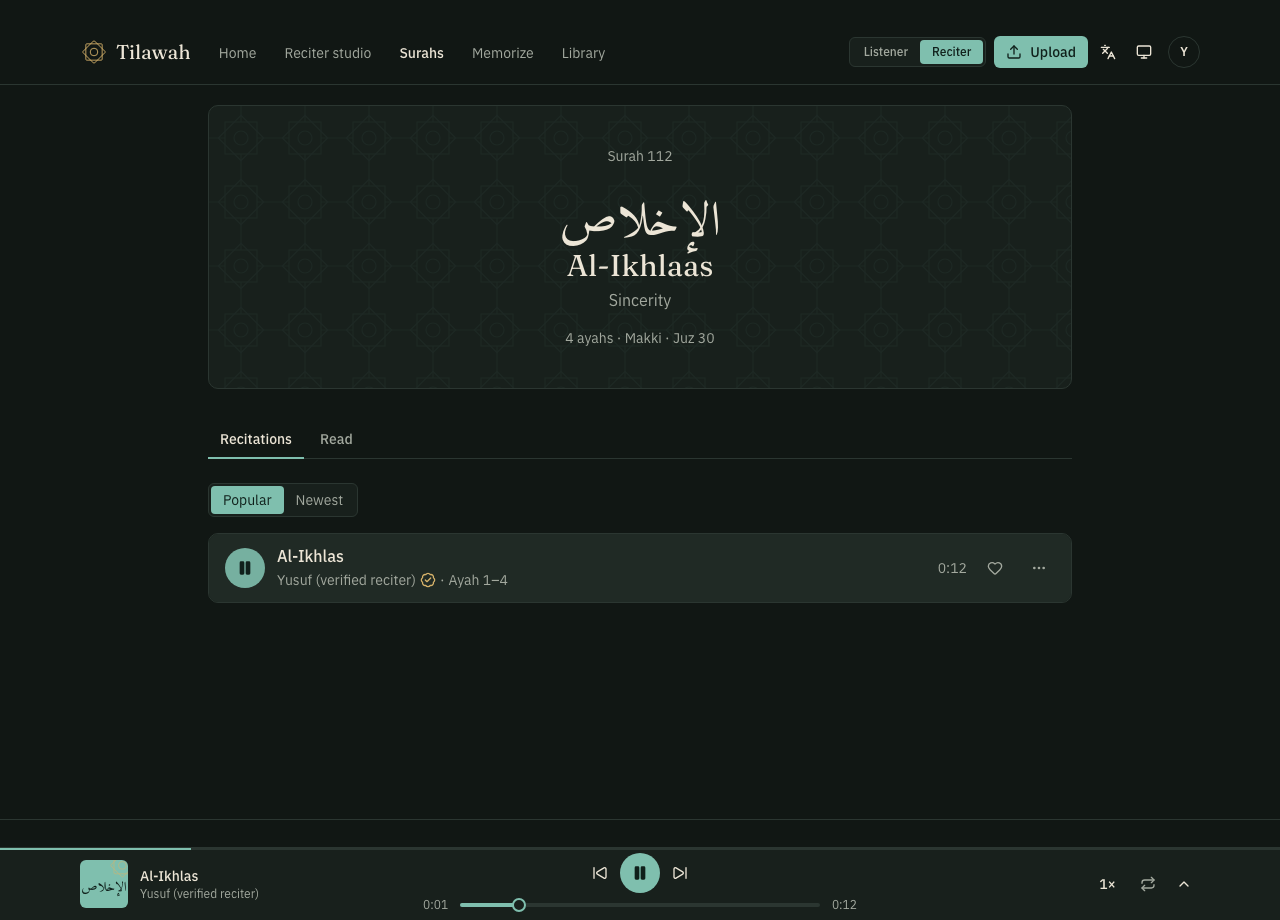 Tilawah
Home
Reciter studio
Surahs
Memorize
Library
Listener
Reciter
Upload
Y
Surah 112
الإخلاص
Al-Ikhlaas
Sincerity
4 ayahs · Makki · Juz 30
Recitations
Read
Popular
Newest
Al-Ikhlas
Yusuf (verified reciter) · Ayah 1–4
0:12
الإخلاص
Al-Ikhlas
Yusuf (verified reciter)
0:01
0:12
1×